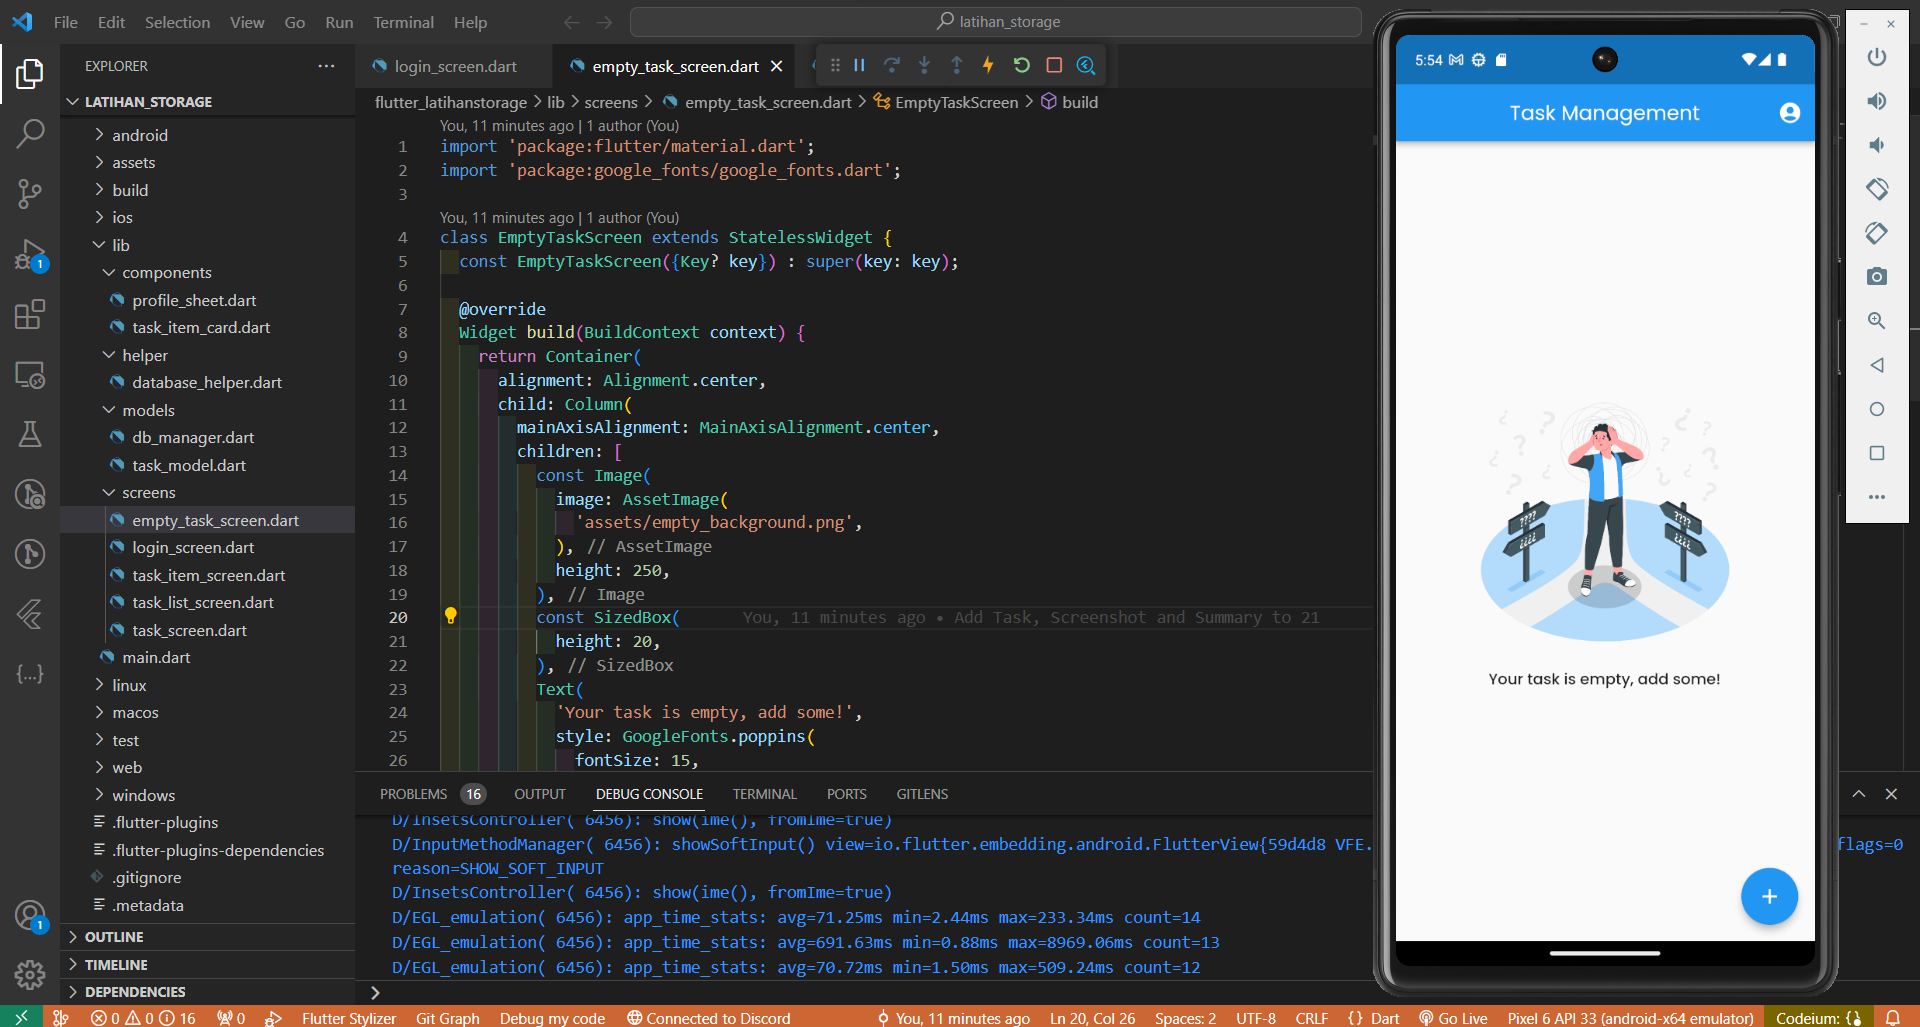 File Edit Selection View Go Run Terminal Help
latihan_storage
EXPLORER
LATIHAN_STORAGE
android
assets
build
ios
lib
components
profile_sheet.dart
task_item_card.dart
helper
database_helper.dart
models
db_manager.dart
task_model.dart
screens
empty_task_screen.dart
login_screen.dart
task_item_screen.dart
task_list_screen.dart
task_screen.dart
main.dart
linux
macos
test
web
windows
.flutter-plugins
.flutter-plugins-dependencies
.gitignore
.metadata
OUTLINE
TIMELINE
DEPENDENCIES
1
1
login_screen.dart
empty_task_screen.dart
flutter_latihanstorage > lib > screens > empty_task_screen.dart > EmptyTaskScreen > build
You, 11 minutes ago | 1 author (You)
1 import 'package:flutter/material.dart';
2 import 'package:google_fonts/google_fonts.dart';
3
You, 11 minutes ago | 1 author (You)
4 class EmptyTaskScreen extends StatelessWidget {
5 const EmptyTaskScreen({Key? key}) : super(key: key);
6
7 @override
8 Widget build(BuildContext context) {
9 return Container(
10 alignment: Alignment.center,
11 child: Column(
12 mainAxisAlignment: MainAxisAlignment.center,
13 children: [
14 const Image(
15 image: AssetImage(
16 'assets/empty_background.png',
17 ), // AssetImage
18 height: 250,
19 ), // Image
20 const SizedBox( You, 11 minutes ago • Add Task, Screenshot and Summary to 21
21 height: 20,
22 ), // SizedBox
23 Text(
24 'Your task is empty, add some!',
25 style: GoogleFonts.poppins(
26 fontSize: 15,
PROBLEMS 16 OUTPUT DEBUG CONSOLE TERMINAL PORTS GITLENS
D/InsetsController( 6456): show(ime(), fromIme=true)
D/InputMethodManager( 6456): showSoftInput() view=io.flutter.embedding.android.FlutterView{59d4d8 VFE. flags=0
reason=SHOW_SOFT_INPUT
D/InsetsController( 6456): show(ime(), fromIme=true)
D/EGL_emulation( 6456): app_time_stats: avg=71.25ms min=2.44ms max=233.34ms count=14
D/EGL_emulation( 6456): app_time_stats: avg=691.63ms min=0.88ms max=8969.06ms count=13
D/EGL_emulation( 6456): app_time_stats: avg=70.72ms min=1.50ms max=509.24ms count=12
5:54
Task Management
????
¿¿¿¿
????
¿¿¿¿
Your task is empty, add some!
0 0 16 0 Flutter Stylizer Git Graph Debug my code Connected to Discord You, 11 minutes ago Ln 20, Col 26 Spaces: 2 UTF-8 CRLF {} Dart Go Live Pixel 6 API 33 (android-x64 emulator) Codeium: {}